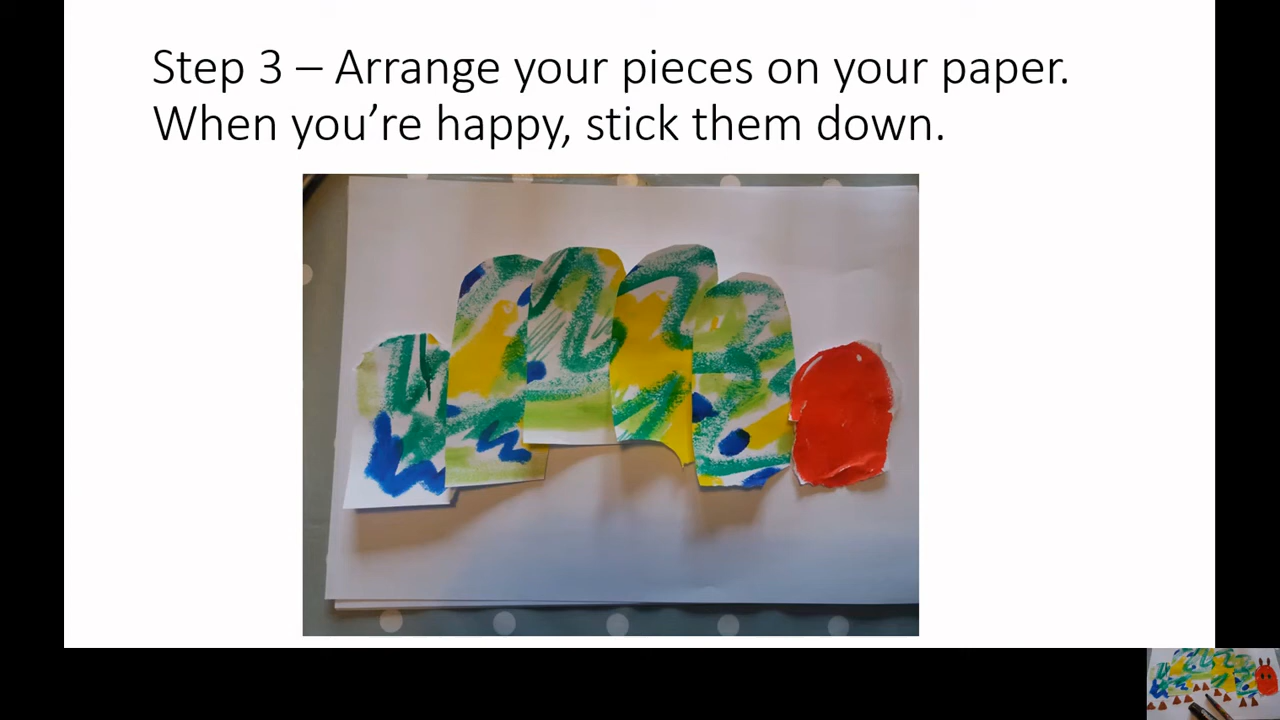 Step 3 – Arrange your pieces on your paper.
When you’re happy, stick them down.